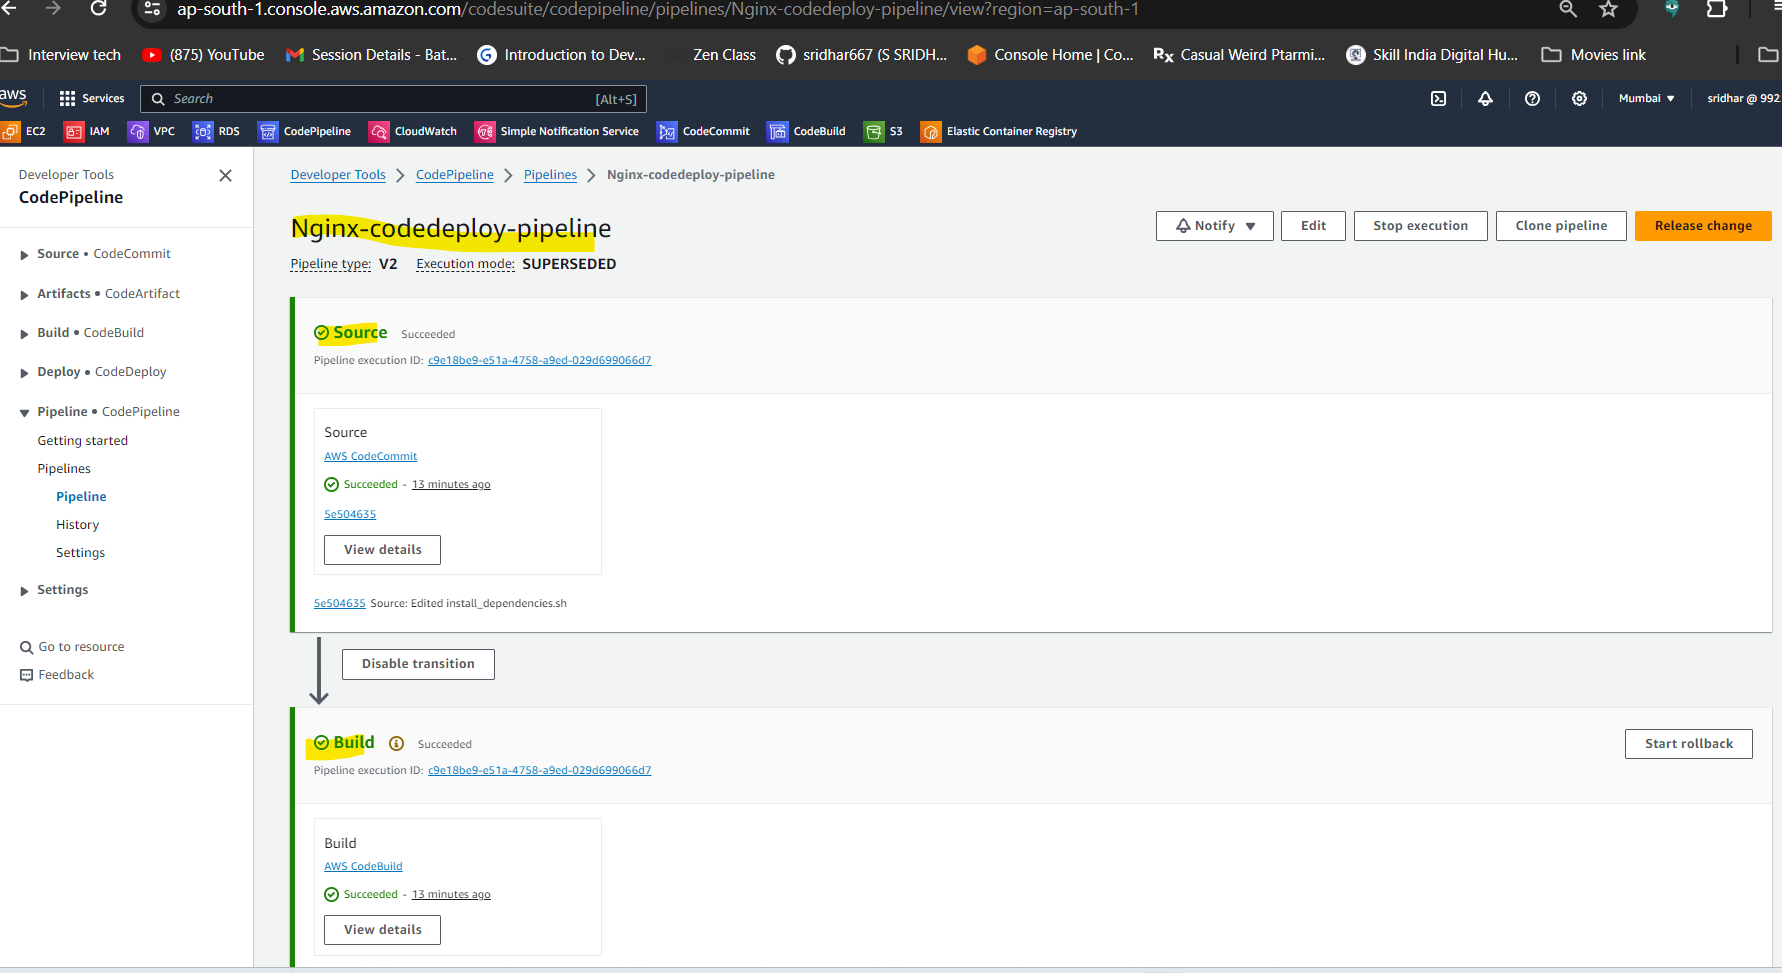 ap-south-1.console.aws.amazon.com/codesuite/codepipeline/pipelines/Nginx-codedeploy-pipeline/view?region=ap-south-1
Interview tech (875) YouTube Session Details - Bat... Introduction to Dev... Zen Class sridhar667 (S SRIDH... Console Home | Co... Rx Casual Weird Ptarmi... Skill India Digital Hu... Movies link
aws Services Search [Alt+S] Mumbai sridhar @ 992
EC2 IAM VPC RDS CodePipeline CloudWatch Simple Notification Service CodeCommit CodeBuild S3 Elastic Container Registry
Developer Tools
CodePipeline
Source • CodeCommit
Artifacts • CodeArtifact
Build • CodeBuild
Deploy • CodeDeploy
Pipeline • CodePipeline
Getting started
Pipelines
Pipeline
History
Settings
Settings
Go to resource
Feedback
Developer Tools > CodePipeline > Pipelines > Nginx-codedeploy-pipeline
Nginx-codedeploy-pipeline
Notify Edit Stop execution Clone pipeline Release change
Pipeline type: V2 Execution mode: SUPERSEDED
Source Succeeded
Pipeline execution ID: c9e18be9-e51a-4758-a9ed-029d699066d7
Source
AWS CodeCommit
Succeeded - 13 minutes ago
5e504635
View details
5e504635 Source: Edited install_dependencies.sh
Disable transition
Build Succeeded
Start rollback
Pipeline execution ID: c9e18be9-e51a-4758-a9ed-029d699066d7
Build
AWS CodeBuild
Succeeded - 13 minutes ago
View details